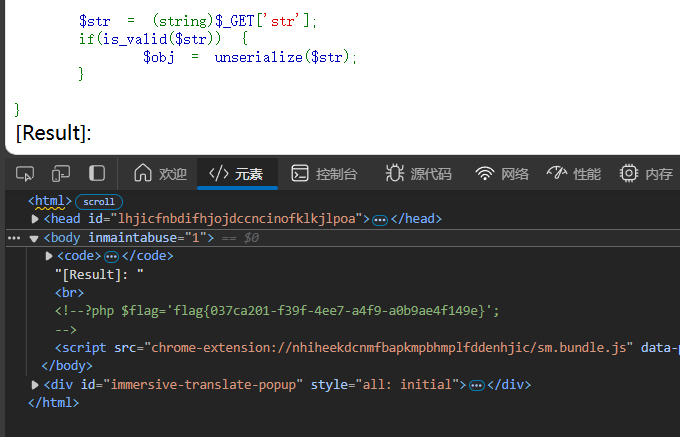 $str = (string)$_GET['str'];
if(is_valid($str)) {
$obj = unserialize($str);
}
}
[Result]:
欢迎 </> 元素 控制台 源代码 网络 性能 内存
<html> scroll
<head id="lhjicfnbdifhjojdccncinofklkjlpoa">…</head>
<body inmaintabuse="1"> == $0
<code>…</code>
"[Result]: "
<br>
<!--?php $flag='flag{037ca201-f39f-4ee7-a4f9-a0b9ae4f149e}';
-->
<script src="chrome-extension://nhiheekdcnmfbapkmpbhmplfddenhjic/sm.bundle.js" data-p
</body>
<div id="immersive-translate-popup" style="all: initial">…</div>
</html>